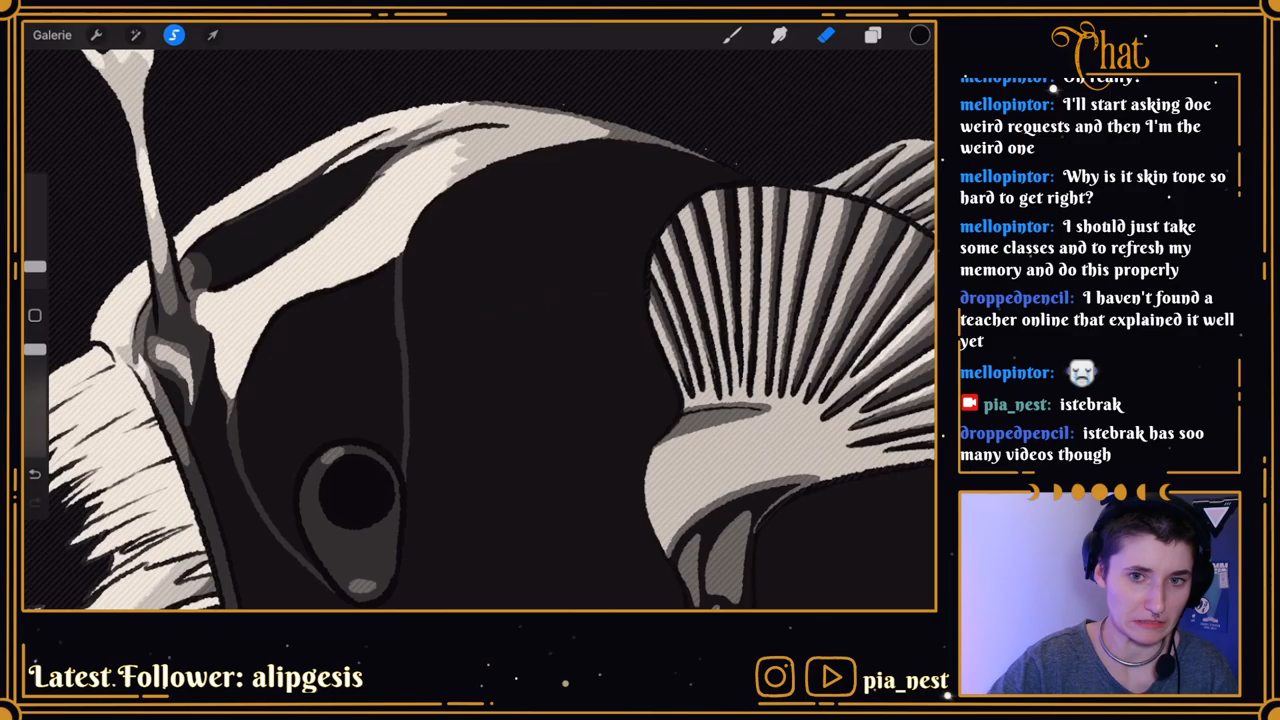 Galerie
Chat
mellopintor: Oh really?
mellopintor: I'll start asking doe
weird requests and then I'm the
weird one
mellopintor: Why is it skin tone so
hard to get right?
mellopintor: I should just take
some classes and to refresh my
memory and do this properly
droppedpencil: I haven't found a
teacher online that explained it well
yet
mellopintor:
pia_nest: istebrak
droppedpencil: istebrak has soo
many videos though
Latest Follower: alipgesis
pia_nest